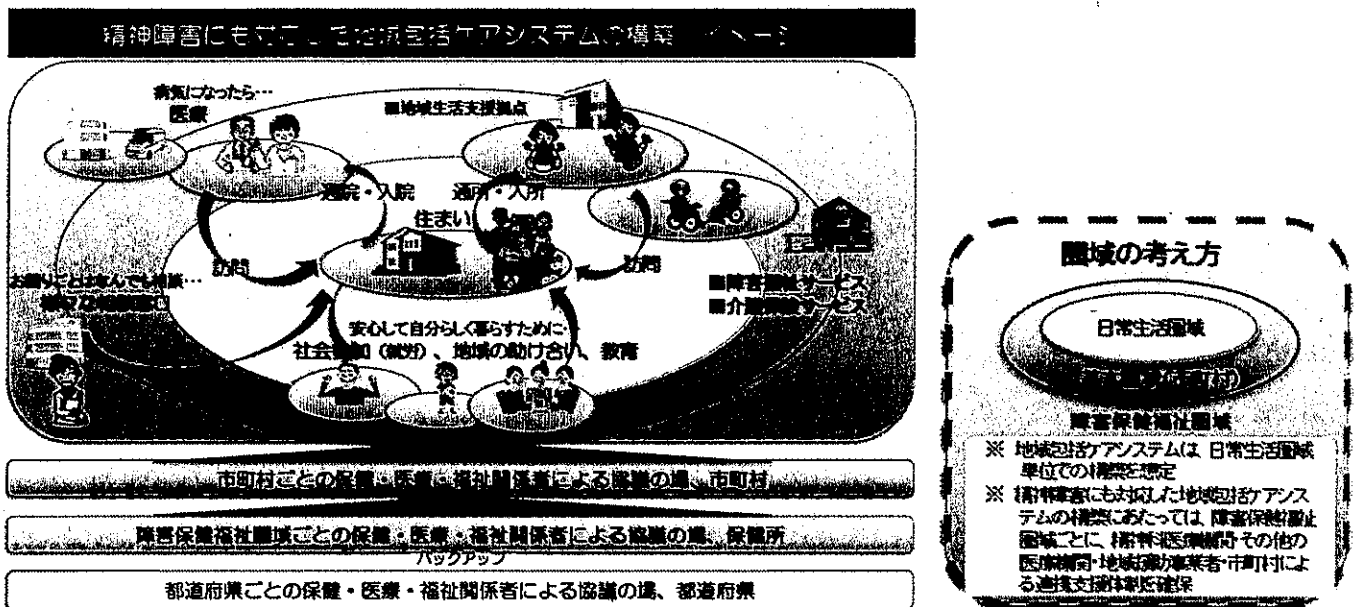 精神障害にも対応した地域包括ケアシステムの構築
病気になったら…
医療
■地域生活支援拠点
通院・入院
通所・入所
住まい
訪問
訪問
お困りごとはなんでも相談…
■障害福祉サービス
■介護保険サービス
安心して自分らしく暮らすために…
社会参加（就労）、地域の助け合い、教育
市町村ごとの保健・医療・福祉関係者による協議の場、市町村
障害保健福祉圏域ごとの保健・医療・福祉関係者による協議の場、保健所
バックアップ
都道府県ごとの保健・医療・福祉関係者による協議の場、都道府県
圏域の考え方
日常生活圏域
障害保健福祉圏域
※ 地域包括ケアシステムは、日常生活圏域
単位での構築を想定
※ 精神障害にも対応した地域包括ケアシス
テムの構築にあたっては、障害保健福祉
圏域ごとに、精神科医療機関・その他の
医療機関・地域援助事業者・市町村によ
る連携支援体制を確保